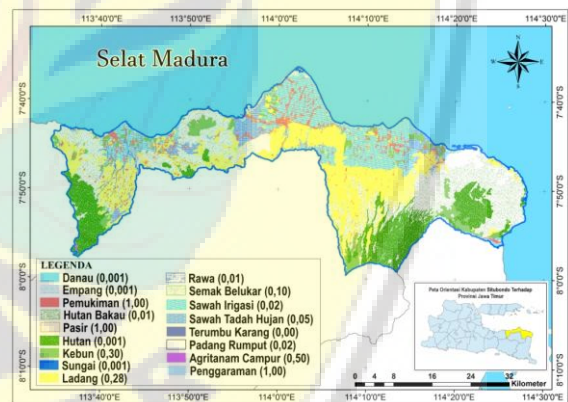 113°40'0"E 113°50'0"E 114°0'0"E 114°10'0"E 114°20'0"E 114°30'0"E
Selat Madura
N
W E
S
7°40'0"S 7°40'0"S
7°50'0"S 7°50'0"S
8°0'0"S 8°0'0"S
8°10'0"S 8°10'0"S
LEGENDA
Danau (0,001)
Empang (0,001)
Pemukiman (1,00)
Hutan Bakau (0,01)
Pasir (1,00)
Hutan (0,001)
Kebun (0,30)
Sungai (0,001)
Ladang (0,28)
Rawa (0,01)
Semak Belukar (0,10)
Sawah Irigasi (0,02)
Sawah Tadah Hujan (0,05)
Terumbu Karang (0,00)
Padang Rumput (0,02)
Agritanam Campur (0,50)
Penggaraman (1,00)
Peta Orientasi Kabupaten Situbondo Terhadap
Provinsi Jawa Timur
0 4 8 16 24 32
Kilometer
113°40'0"E 113°50'0"E 114°0'0"E 114°10'0"E 114°20'0"E 114°30'0"E